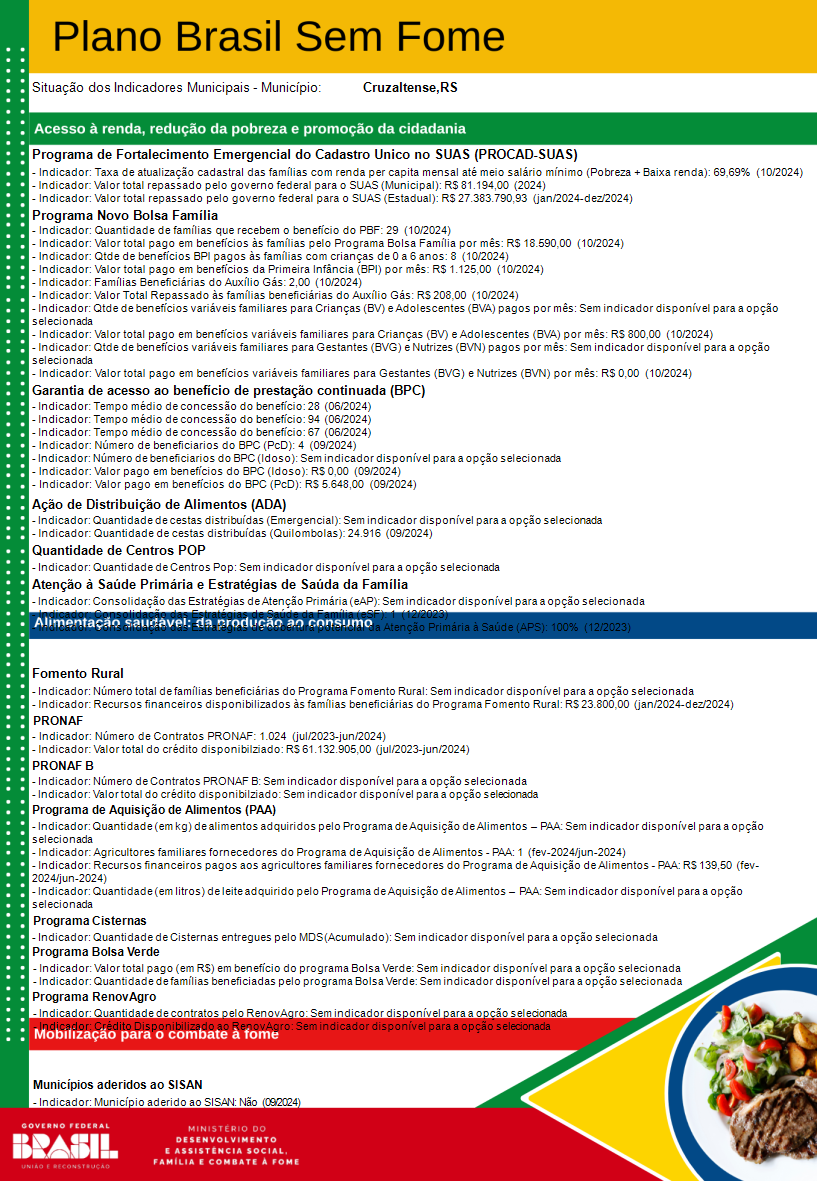 Plano Brasil Sem Fome
Situação dos Indicadores Municipais - Município: Cruzaltense,RS
Acesso à renda, redução da pobreza e promoção da cidadania
Programa de Fortalecimento Emergencial do Cadastro Unico no SUAS (PROCAD-SUAS)
- Indicador: Taxa de atualização cadastral das famílias com renda per capita mensal até meio salário mínimo (Pobreza + Baixa renda): 69,69% (10/2024)
- Indicador: Valor total repassado pelo governo federal para o SUAS (Municipal): R$ 81.194,00 (2024)
- Indicador: Valor total repassado pelo governo federal para o SUAS (Estadual): R$ 27.383.790,93 (jan/2024-dez/2024)
Programa Novo Bolsa Família
- Indicador: Quantidade de famílias que recebem o benefício do PBF: 29 (10/2024)
- Indicador: Valor total pago em benefícios às famílias pelo Programa Bolsa Família por mês: R$ 18.590,00 (10/2024)
- Indicador: Qtde de benefícios BPI pagos às famílias com crianças de 0 a 6 anos: 8 (10/2024)
- Indicador: Valor total pago em benefícios da Primeira Infância (BPI) por mês: R$ 1.125,00 (10/2024)
- Indicador: Famílias Beneficiárias do Auxílio Gás: 2,00 (10/2024)
- Indicador: Valor Total Repassado às famílias beneficiárias do Auxílio Gás: R$ 208,00 (10/2024)
- Indicador: Qtde de benefícios variáveis familiares para Crianças (BV) e Adolescentes (BVA) pagos por mês: Sem indicador disponível para a opção
selecionada
- Indicador: Valor total pago em benefícios variáveis familiares para Crianças (BV) e Adolescentes (BVA) por mês: R$ 800,00 (10/2024)
- Indicador: Qtde de benefícios variáveis familiares para Gestantes (BVG) e Nutrizes (BVN) pagos por mês: Sem indicador disponível para a opção
selecionada
- Indicador: Valor total pago em benefícios variáveis familiares para Gestantes (BVG) e Nutrizes (BVN) por mês: R$ 0,00 (10/2024)
Garantia de acesso ao benefício de prestação continuada (BPC)
- Indicador: Tempo médio de concessão do benefício: 28 (06/2024)
- Indicador: Tempo médio de concessão do benefício: 94 (06/2024)
- Indicador: Tempo médio de concessão do benefício: 67 (06/2024)
- Indicador: Número de beneficiarios do BPC (PcD): 4 (09/2024)
- Indicador: Número de beneficiarios do BPC (Idoso): Sem indicador disponível para a opção selecionada
- Indicador: Valor pago em benefícios do BPC (Idoso): R$ 0,00 (09/2024)
- Indicador: Valor pago em benefícios do BPC (PcD): R$ 5.648,00 (09/2024)
Ação de Distribuição de Alimentos (ADA)
- Indicador: Quantidade de cestas distribuídas (Emergencial): Sem indicador disponível para a opção selecionada
- Indicador: Quantidade de cestas distribuídas (Quilombolas): 24.916 (09/2024)
Quantidade de Centros POP
- Indicador: Quantidade de Centros Pop: Sem indicador disponível para a opção selecionada
Atenção à Saúde Primária e Estratégias de Saúda da Família
- Indicador: Consolidação das Estratégias de Atenção Primária (eAP): Sem indicador disponível para a opção selecionada
- Indicador: Consolidação das Estratégias de Saúde da Família (eSF): 1 (12/2023)
Alimentação saudável: da produção ao consumo
- Indicador: Consolidação das Estratégias de Cobertura potencial da Atenção Primária à Saúde (APS): 100% (12/2023)
Fomento Rural
- Indicador: Número total de famílias beneficiárias do Programa Fomento Rural: Sem indicador disponível para a opção selecionada
- Indicador: Recursos financeiros disponibilizados às famílias beneficiárias do Programa Fomento Rural: R$ 23.800,00 (jan/2024-dez/2024)
PRONAF
- Indicador: Número de Contratos PRONAF: 1.024 (jul/2023-jun/2024)
- Indicador: Valor total do crédito disponibilziado: R$ 61.132.905,00 (jul/2023-jun/2024)
PRONAF B
- Indicador: Número de Contratos PRONAF B: Sem indicador disponível para a opção selecionada
- Indicador: Valor total do crédito disponibilziado: Sem indicador disponível para a opção selecionada
Programa de Aquisição de Alimentos (PAA)
- Indicador: Quantidade (em kg) de alimentos adquiridos pelo Programa de Aquisição de Alimentos – PAA: Sem indicador disponível para a opção
selecionada
- Indicador: Agricultores familiares fornecedores do Programa de Aquisição de Alimentos - PAA: 1 (fev-2024/jun-2024)
- Indicador: Recursos financeiros pagos aos agricultores familiares fornecedores do Programa de Aquisição de Alimentos - PAA: R$ 139,50 (fev-
2024/jun-2024)
- Indicador: Quantidade (em litros) de leite adquirido pelo Programa de Aquisição de Alimentos – PAA: Sem indicador disponível para a opção
selecionada
Programa Cisternas
- Indicador: Quantidade de Cisternas entregues pelo MDS (Acumulado): Sem indicador disponível para a opção selecionada
Programa Bolsa Verde
- Indicador: Valor total pago (em R$) em benefício do programa Bolsa Verde: Sem indicador disponível para a opção selecionada
- Indicador: Quantidade de famílias beneficiadas pelo programa Bolsa Verde: Sem indicador disponível para a opção selecionada
Programa RenovAgro
- Indicador: Quantidade de contratos pelo RenovAgro: Sem indicador disponível para a opção selecionada
- Indicador: Crédito Disponibilizado ao RenovAgro: Sem indicador disponível para a opção selecionada
Mobilização para o combate à fome
Municípios aderidos ao SISAN
- Indicador: Município aderido ao SISAN: Não (09/2024)
GOVERNO FEDERAL
BRASIL
UNIÃO E RECONSTRUÇÃO
MINISTÉRIO DO
DESENVOLVIMENTO
E ASSISTÊNCIA SOCIAL,
FAMÍLIA E COMBATE À FOME